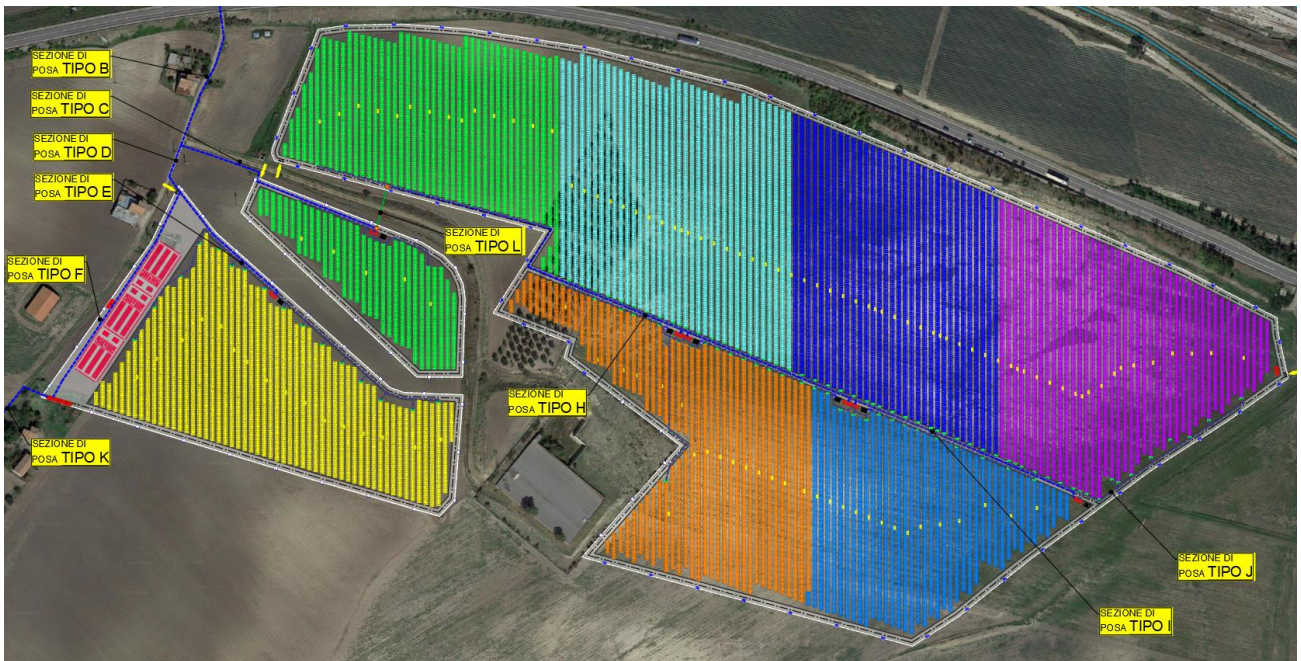 SEZIONE DI
POSA TIPO B
SEZIONE DI
POSA TIPO C
SEZIONE DI
POSA TIPO D
SEZIONE DI
POSA TIPO E
SEZIONE DI
POSA TIPO L
SEZIONE DI
POSA TIPO F
SEZIONE DI
POSA TIPO H
SEZIONE DI
POSA TIPO K
SEZIONE DI
POSA TIPO J
SEZIONE DI
POSA TIPO I